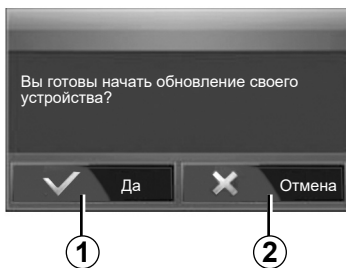 Вы готовы начать обновление своего
устройства?
Да
Отмена
1
2